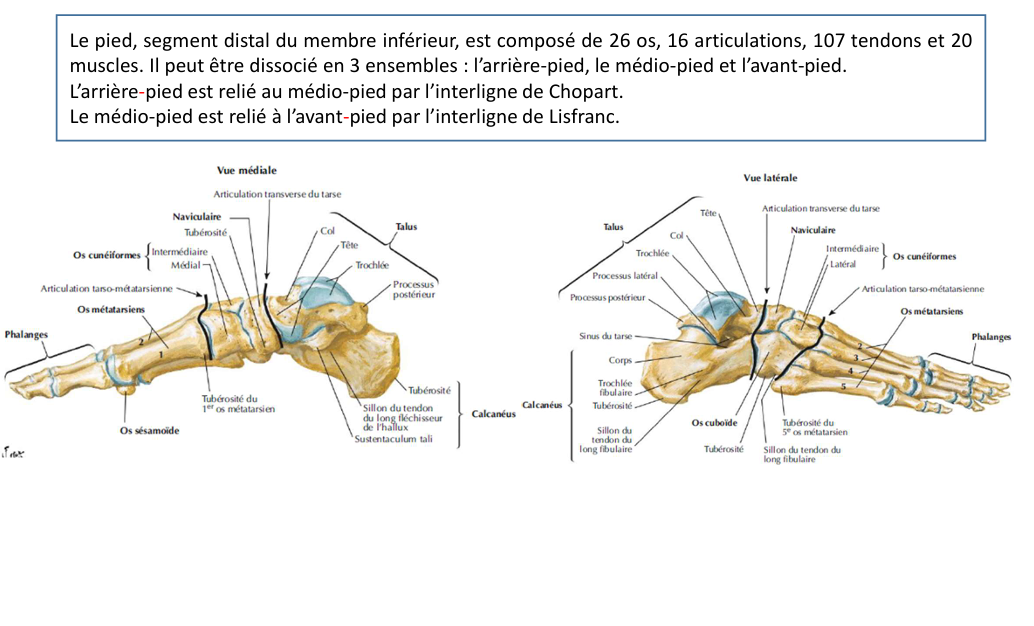 Le pied, segment distal du membre inférieur, est composé de 26 os, 16 articulations, 107 tendons et 20
muscles. Il peut être dissocié en 3 ensembles : l’arrière-pied, le médio-pied et l’avant-pied.
L’arrière-pied est relié au médio-pied par l’interligne de Chopart.
Le médio-pied est relié à l’avant-pied par l’interligne de Lisfranc.
Vue médiale
Articulation transverse du tarse
Naviculaire
Tubérosité
Col
Talus
Tête
Os cunéiformes
Intermédiaire
Médial
Trochlée
Articulation tarso-métatarsienne
Processus
postérieur
Os métatarsiens
Phalanges
2
1
Tubérosité
Tubérosité du
1er os métatarsien
Sillon du tendon
du long fléchisseur
de l'hallux
Calcanéus
Os sésamoïde
Sustentaculum tali
Vue latérale
Tête
Articulation transverse du tarse
Talus
Col
Naviculaire
Trochlée
Intermédiaire
Latéral
Os cunéiformes
Processus latéral
Processus postérieur
Articulation tarso-métatarsienne
Os métatarsiens
Sinus du tarse
Phalanges
2
3
4
5
Corps
Trochlée
fibulaire
Calcanéus
Tubérosité
Sillon du
tendon du
long fibulaire
Os cuboïde
Tubérosité
Tubérosité du
5e os métatarsien
Sillon du tendon du
long fibulaire